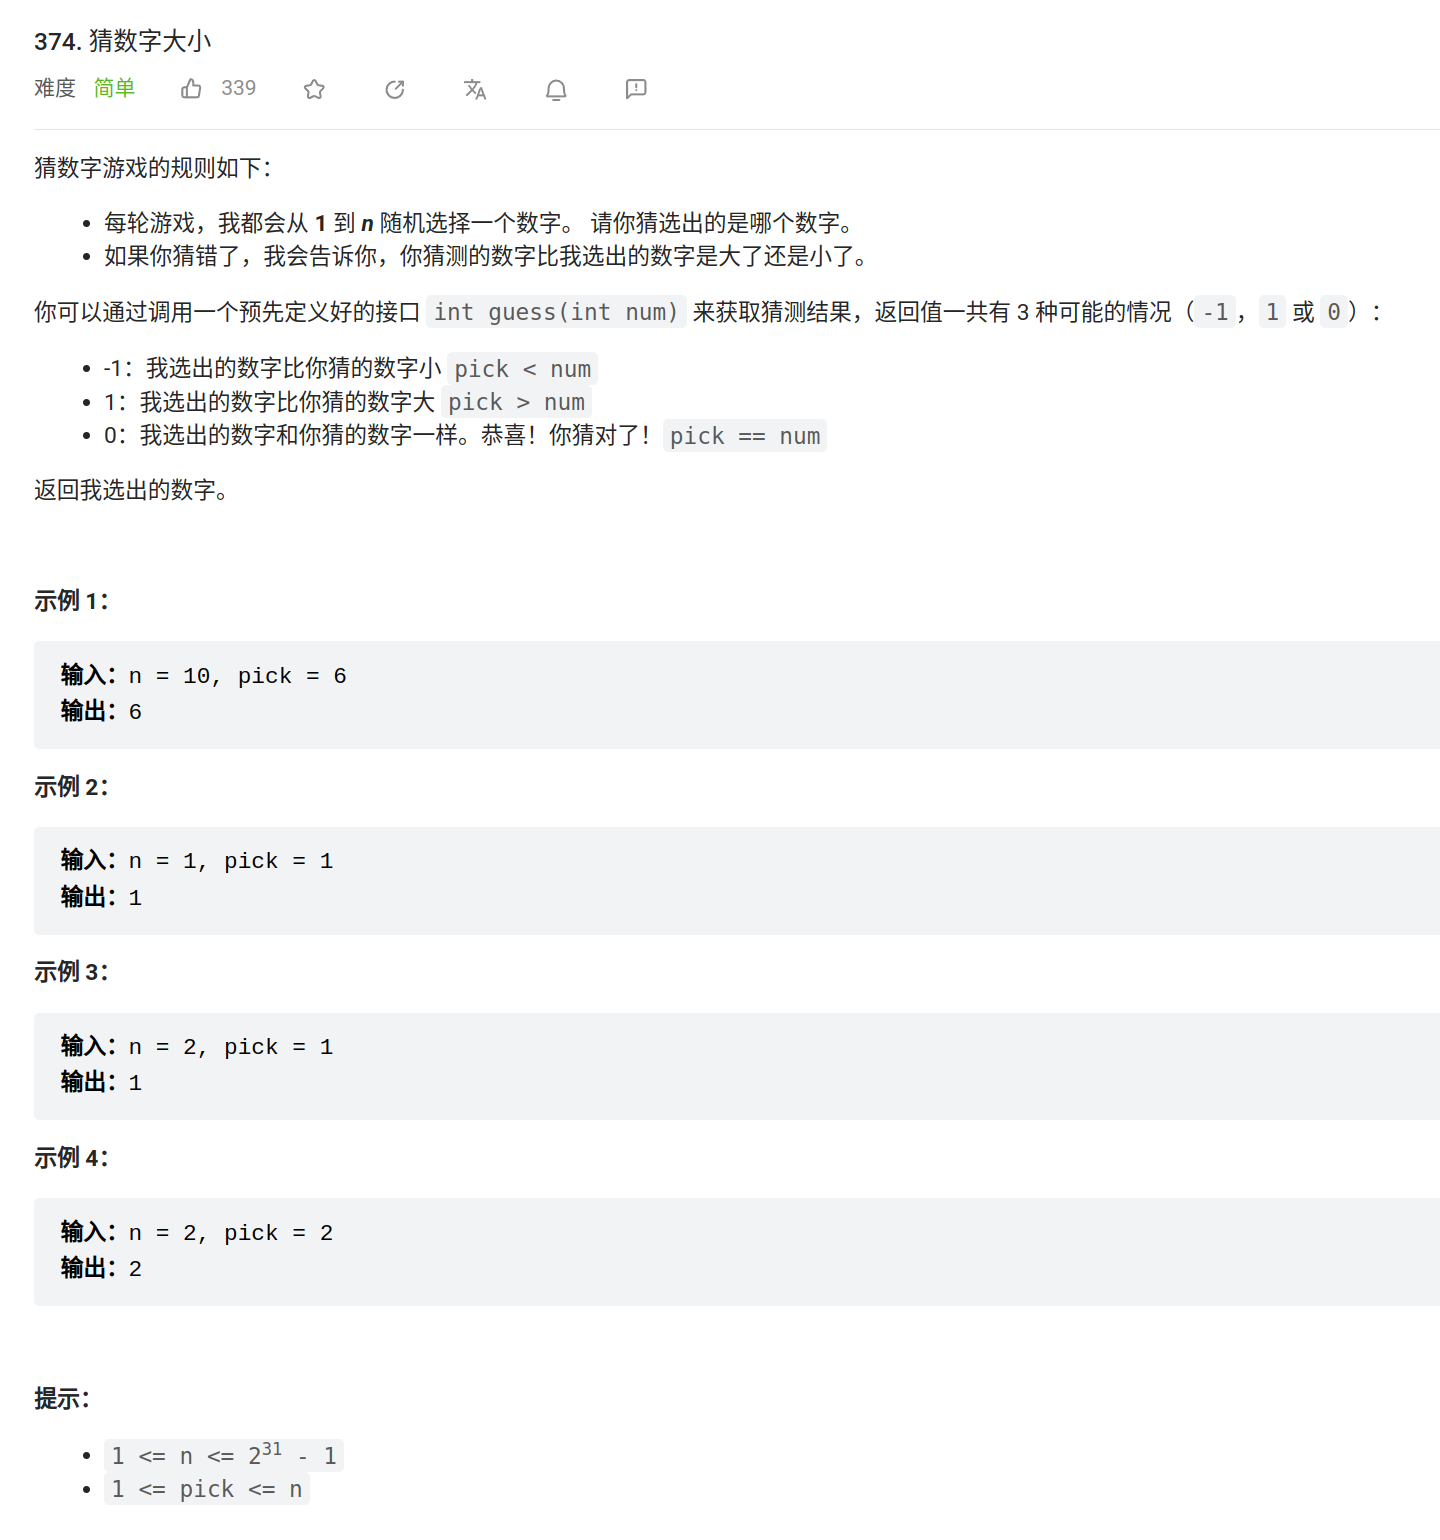 374. 猜数字大小
难度 简单 339
猜数字游戏的规则如下：
每轮游戏，我都会从 1 到 n 随机选择一个数字。 请你猜选出的是哪个数字。
如果你猜错了，我会告诉你，你猜测的数字比我选出的数字是大了还是小了。
你可以通过调用一个预先定义好的接口 int guess(int num) 来获取猜测结果，返回值一共有 3 种可能的情况（-1，1 或 0）：
-1：我选出的数字比你猜的数字小 pick < num
1：我选出的数字比你猜的数字大 pick > num
0：我选出的数字和你猜的数字一样。恭喜！你猜对了！pick == num
返回我选出的数字。
示例 1：
输入：n = 10, pick = 6
输出：6
示例 2：
输入：n = 1, pick = 1
输出：1
示例 3：
输入：n = 2, pick = 1
输出：1
示例 4：
输入：n = 2, pick = 2
输出：2
提示：
1 <= n <= 2³¹ - 1
1 <= pick <= n